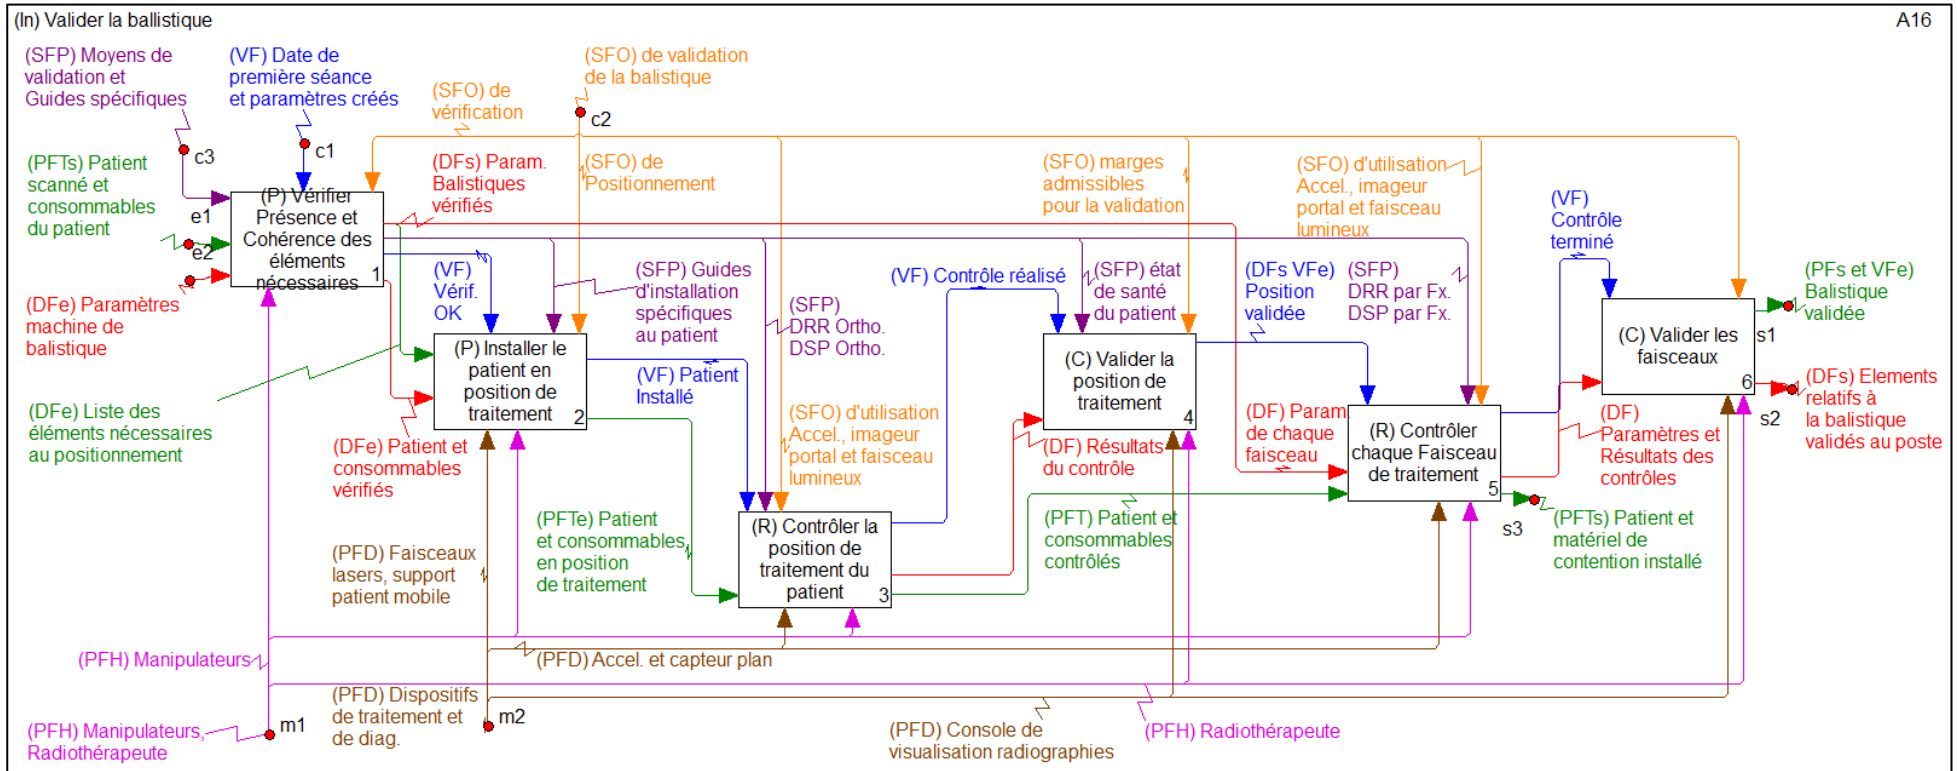 (In) Valider la ballistique
A16
(SFP) Moyens de
validation et
Guides spécifiques
(VF) Date de
première séance
et paramètres créés
(SFO) de
vérification
(SFO) de validation
de la balistique
c3
c1
c2
(PFTs) Patient
scanné et
consommables
du patient
e1
e2
(DFe) Paramètres
machine de
balistique
(P) Vérifier
Présence et
Cohérence des
éléments
nécessaires
1
(DFs) Param.
Balistiques
vérifiés
(SFO) de
Positionnement
(SFO) marges
admissibles
pour la validation
(SFO) d'utilisation
Accel., imageur
portal et faisceau
lumineux
(VF)
Contrôle
terminé
(VF)
Vérif.
OK
(SFP) Guides
d'installation
spécifiques
au patient
(SFP)
DRR Ortho.
DSP Ortho.
(VF) Contrôle réalisé
(SFP) état
de santé
du patient
(DFs VFe)
Position
validée
(SFP)
DRR par Fx.
DSP par Fx.
(PFs et VFe)
Balistique
validée
s1
(P) Installer le
patient en
position de
traitement
2
(VF) Patient
Installé
(C) Valider la
position de
traitement
4
(C) Valider les
faisceaux
6
s2
(DFs) Elements
relatifs à
la balistique
validés au poste
(DFe) Liste des
éléments nécessaires
au positionnement
(DFe) Patient et
consommables
vérifiés
(SFO) d'utilisation
Accel., imageur
portal et faisceau
lumineux
(DF) Résultats
du contrôle
(DF) Param.
de chaque
faisceau
(R) Contrôler
chaque Faisceau
de traitement
5
(DF)
Paramètres et
Résultats des
contrôles
s3
(PFTs) Patient et
matériel de
contention installé
(PFD) Faisceaux
lasers, support
patient mobile
(PFTe) Patient
et consommables
en position
de traitement
(R) Contrôler la
position de
traitement du
patient
3
(PFT) Patient et
consommables
contrôlés
(PFH) Manipulateurs
(PFD) Accel. et capteur plan
(PFD) Dispositifs
de traitement et
de diag.
m2
(PFH) Manipulateurs,
Radiothérapeute
m1
(PFD) Console de
visualisation radiographies
(PFH) Radiothérapeute